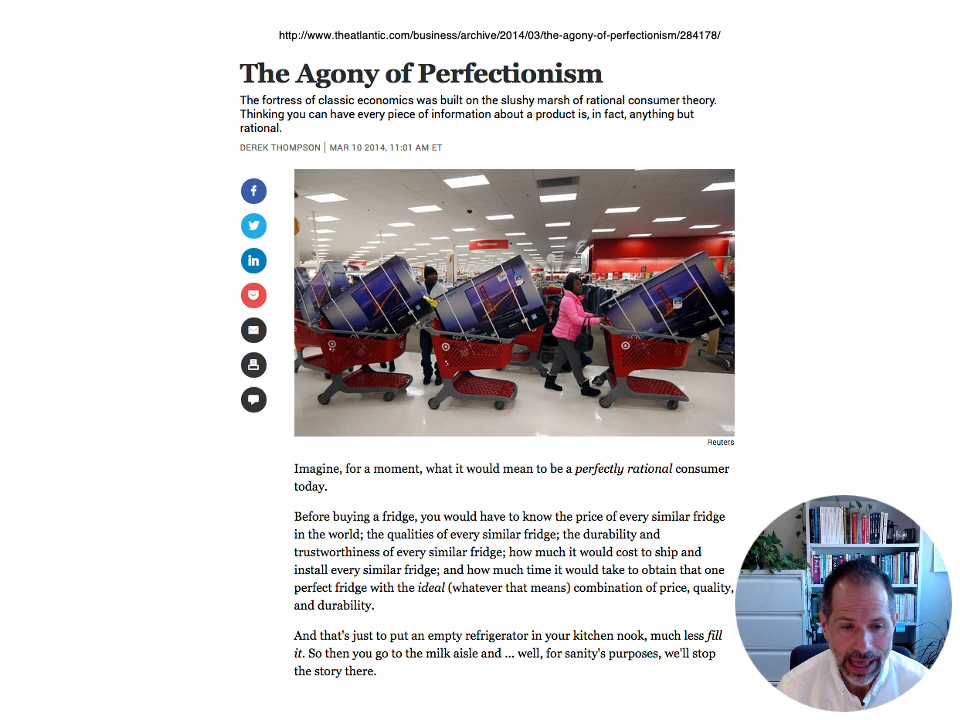 http://www.theatlantic.com/business/archive/2014/03/the-agony-of-perfectionism/284178/
The Agony of Perfectionism
The fortress of classic economics was built on the slushy marsh of rational consumer theory.
Thinking you can have every piece of information about a product is, in fact, anything but
rational.
DEREK THOMPSON | MAR 10 2014, 11:01 AM ET
Reuters
Imagine, for a moment, what it would mean to be a perfectly rational consumer
today.
Before buying a fridge, you would have to know the price of every similar fridge
in the world; the qualities of every similar fridge; the durability and
trustworthiness of every similar fridge; how much it would cost to ship and
install every similar fridge; and how much time it would take to obtain that one
perfect fridge with the ideal (whatever that means) combination of price, quality,
and durability.
And that's just to put an empty refrigerator in your kitchen nook, much less fill
it. So then you go to the milk aisle and ... well, for sanity's purposes, we'll stop
the story there.